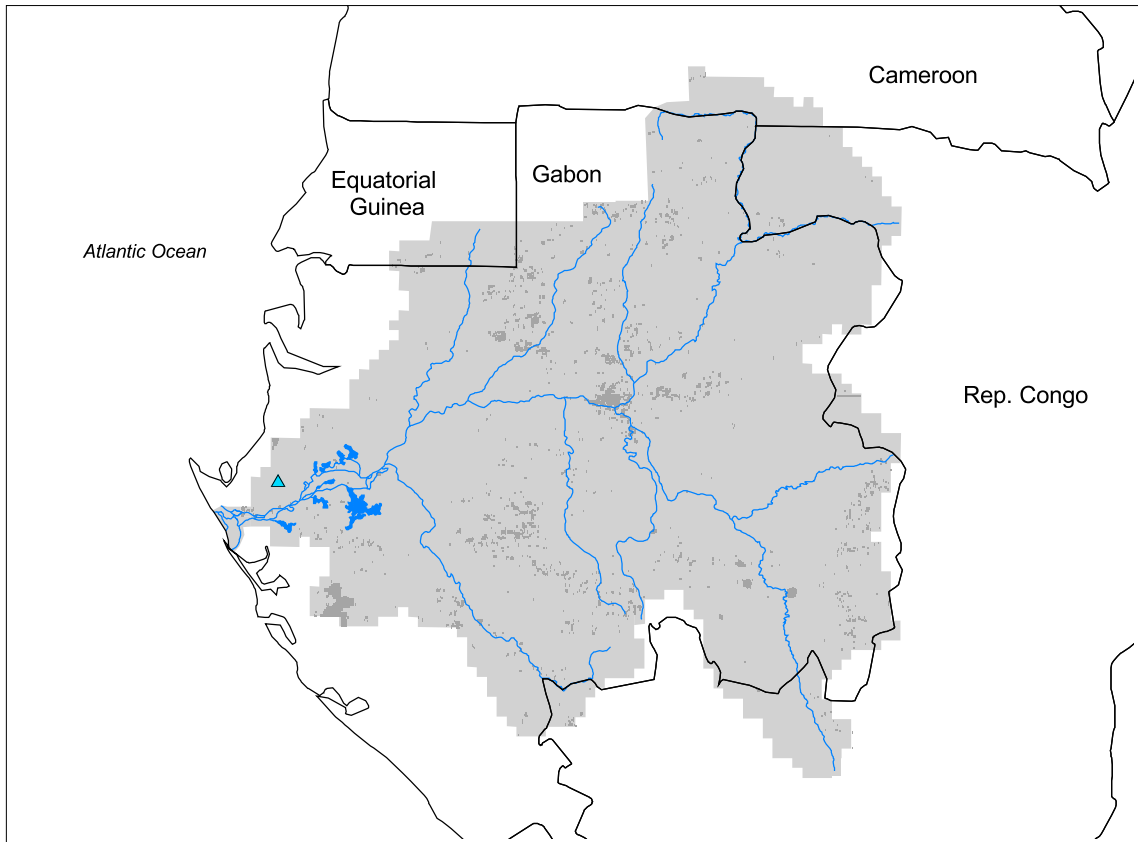 Cameroon
Equatorial
Guinea
Gabon
Atlantic Ocean
Rep. Congo